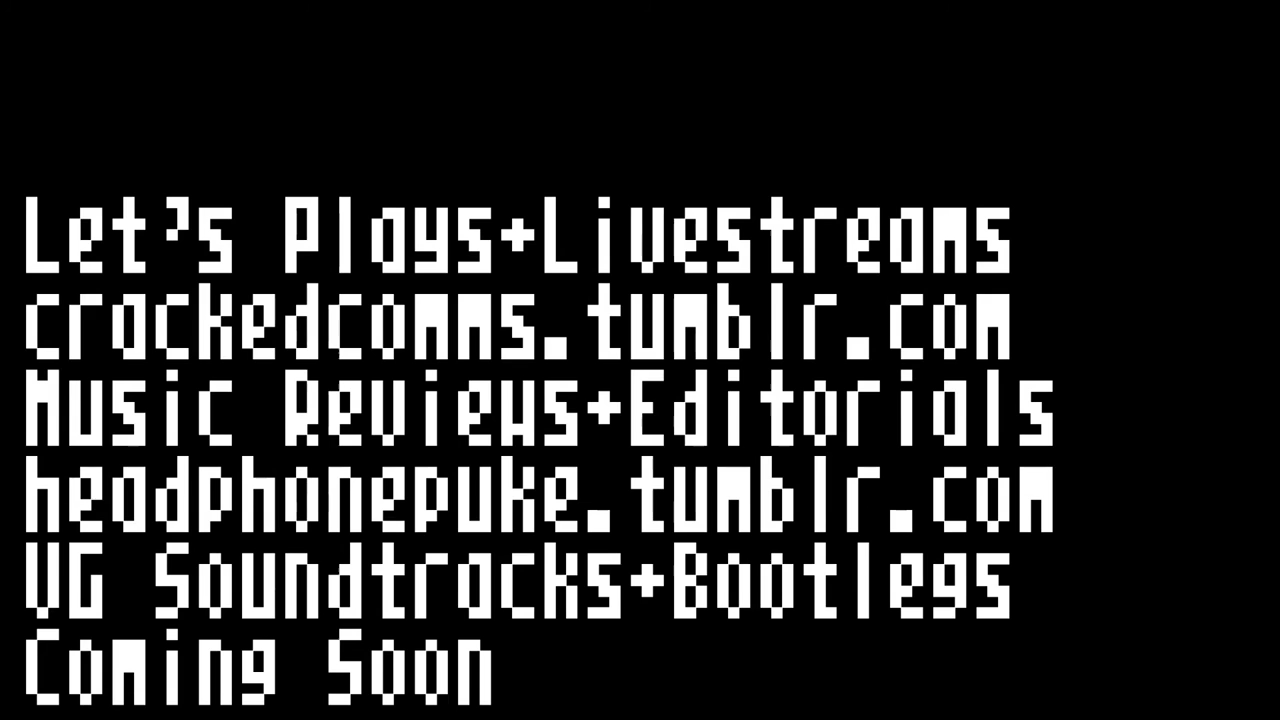 Let's Plays+Livestreams
crackedcomms.tumblr.com
Music Reviews+Editorials
headphonepuke.tumblr.com
VG Soundtracks+Bootlegs
Coming Soon